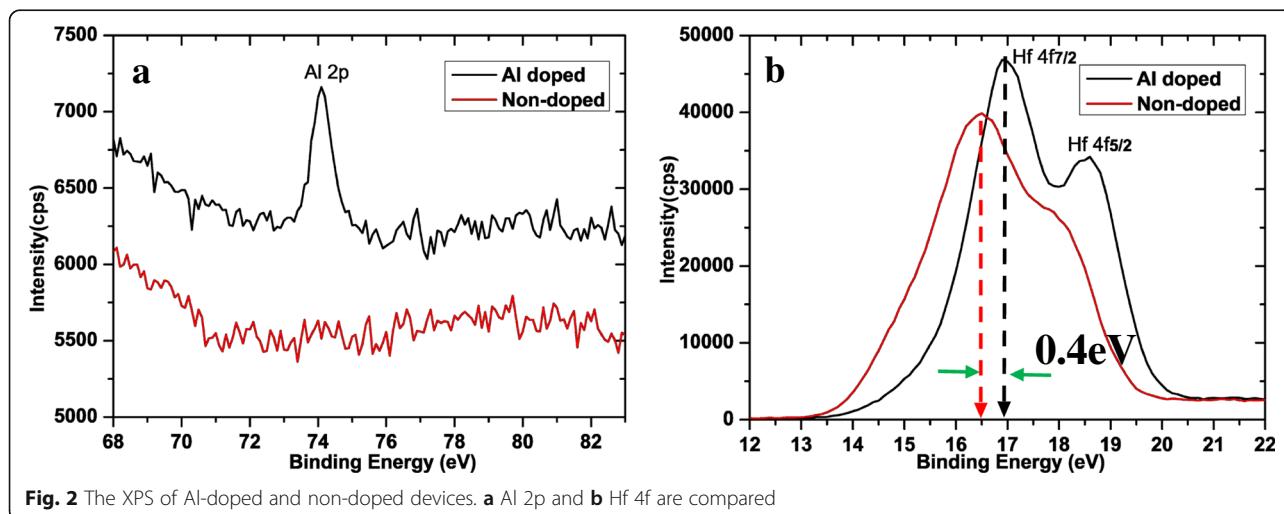 a
Al 2p
Al doped
Non-doped
7500
7000
6500
6000
5500
5000
Intensity(cps)
68 70 72 74 76 78 80 82
Binding Energy (eV)
b
Hf 4f7/2
Al doped
Non-doped
Hf 4f5/2
0.4eV
50000
40000
30000
20000
10000
0
Intensity(cps)
12 13 14 15 16 17 18 19 20 21 22
Binding Energy (eV)
Fig. 2 The XPS of Al-doped and non-doped devices. a Al 2p and b Hf 4f are compared